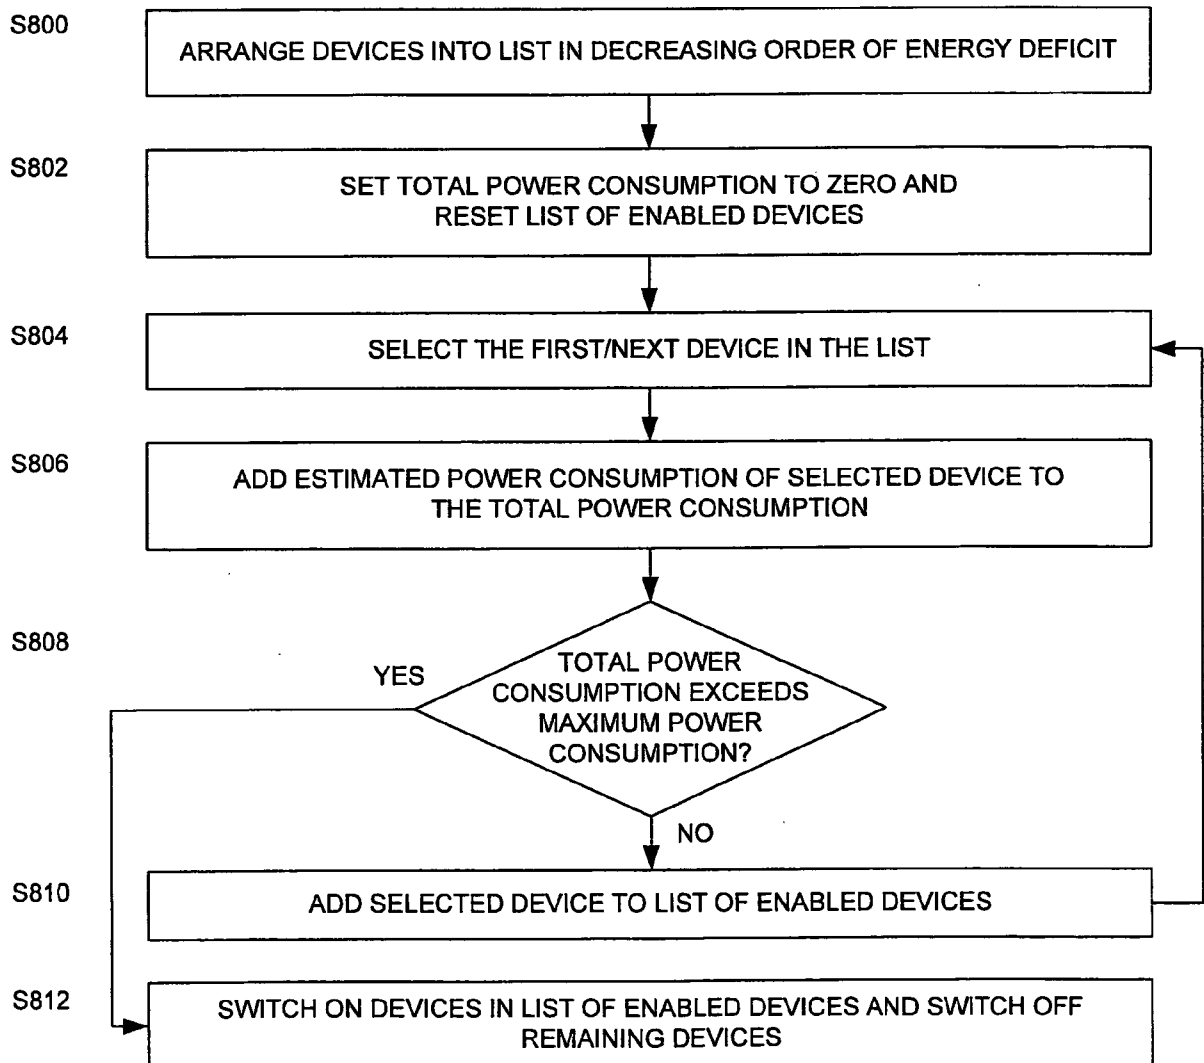 S800
ARRANGE DEVICES INTO LIST IN DECREASING ORDER OF ENERGY DEFICIT
S802
SET TOTAL POWER CONSUMPTION TO ZERO AND
RESET LIST OF ENABLED DEVICES
S804
SELECT THE FIRST/NEXT DEVICE IN THE LIST
S806
ADD ESTIMATED POWER CONSUMPTION OF SELECTED DEVICE TO
THE TOTAL POWER CONSUMPTION
S808
YES
TOTAL POWER
CONSUMPTION EXCEEDS
MAXIMUM POWER
CONSUMPTION?
NO
S810
ADD SELECTED DEVICE TO LIST OF ENABLED DEVICES
S812
SWITCH ON DEVICES IN LIST OF ENABLED DEVICES AND SWITCH OFF
REMAINING DEVICES